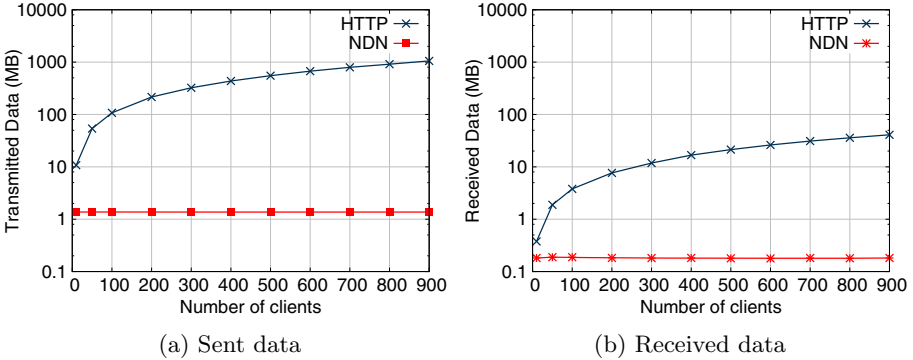 10000
1000
100
10
1
0.1
Transmitted Data (MB)
HTTP
NDN
0 100 200 300 400 500 600 700 800 900
Number of clients
(a) Sent data
10000
1000
100
10
1
0.1
Received Data (MB)
HTTP
NDN
0 100 200 300 400 500 600 700 800 900
Number of clients
(b) Received data